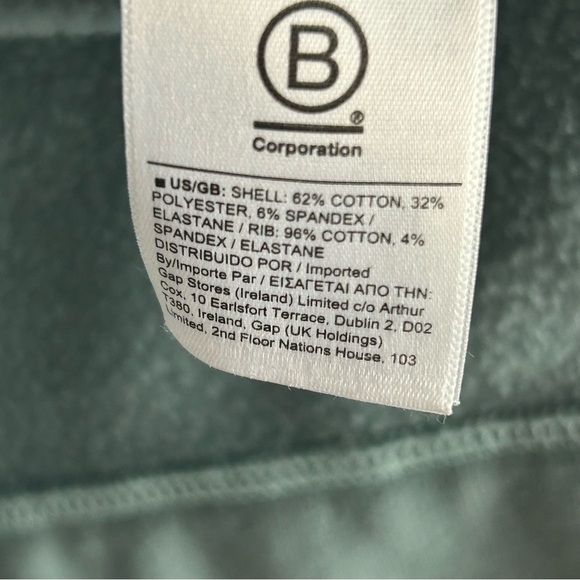 B
®
Corporation
■ US/GB: SHELL: 62% COTTON, 32%
POLYESTER, 6% SPANDEX /
ELASTANE / RIB: 96% COTTON, 4%
SPANDEX / ELASTANE
DISTRIBUIDO POR / Imported
By/Importe Par / ΕΙΣΑΓΕΤΑΙ ΑΠΟ ΤΗΝ:
Gap Stores (Ireland) Limited c/o Arthur
Cox, 10 Earlsfort Terrace, Dublin 2, D02
T380, Ireland, Gap (UK Holdings)
Limited, 2nd Floor Nations House, 103